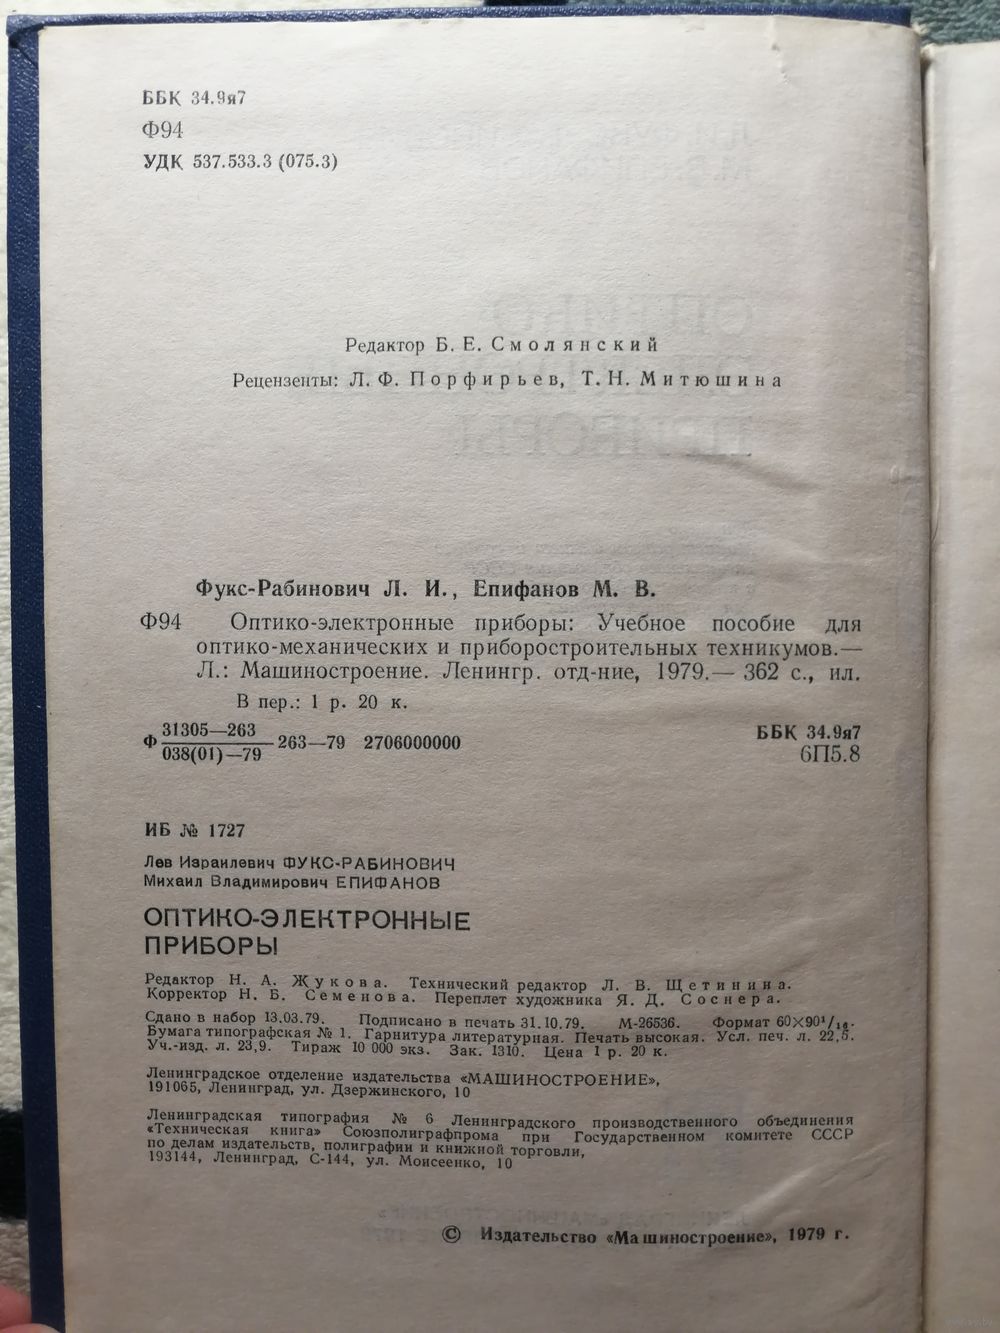 ББК 34.9я7
Ф94
УДК 537.533.3 (075.3)
Редактор Б. Е. Смолянский
Рецензенты: Л. Ф. Порфирьев, Т. Н. Митюшина
Фукс-Рабинович Л. И., Епифанов М. В.
Ф94 Оптико-электронные приборы: Учебное пособие для
оптико-механических и приборостроительных техникумов.—
Л.: Машиностроение. Ленингр. отд-ние, 1979.— 362 с., ил.
В пер.: 1 р. 20 к.
Ф 31305—263/038(01)—79 263—79 2706000000
ББК 34.9я7
6П5.8
ИБ № 1727
Лев Израилевич ФУКС-РАБИНОВИЧ
Михаил Владимирович ЕПИФАНОВ
ОПТИКО-ЭЛЕКТРОННЫЕ
ПРИБОРЫ
Редактор Н. А. Жукова. Технический редактор Л. В. Щетинина.
Корректор Н. Б. Семенова. Переплет художника Я. Д. Соснера.
Сдано в набор 13.03.79. Подписано в печать 31.10.79. М-26536. Формат 60×90¹/₁₆.
Бумага типографская № 1. Гарнитура литературная. Печать высокая. Усл. печ. л. 22,5.
Уч.-изд. л. 23,9. Тираж 10 000 экз. Зак. 1310. Цена 1 р. 20 к.
Ленинградское отделение издательства «МАШИНОСТРОЕНИЕ»,
191065, Ленинград, ул. Дзержинского, 10
Ленинградская типография № 6 Ленинградского производственного объединения
«Техническая книга» Союзполиграфпрома при Государственном комитете СССР
по делам издательств, полиграфии и книжной торговли,
193144, Ленинград, С-144, ул. Моисеенко, 10
© Издательство «Машиностроение», 1979 г.